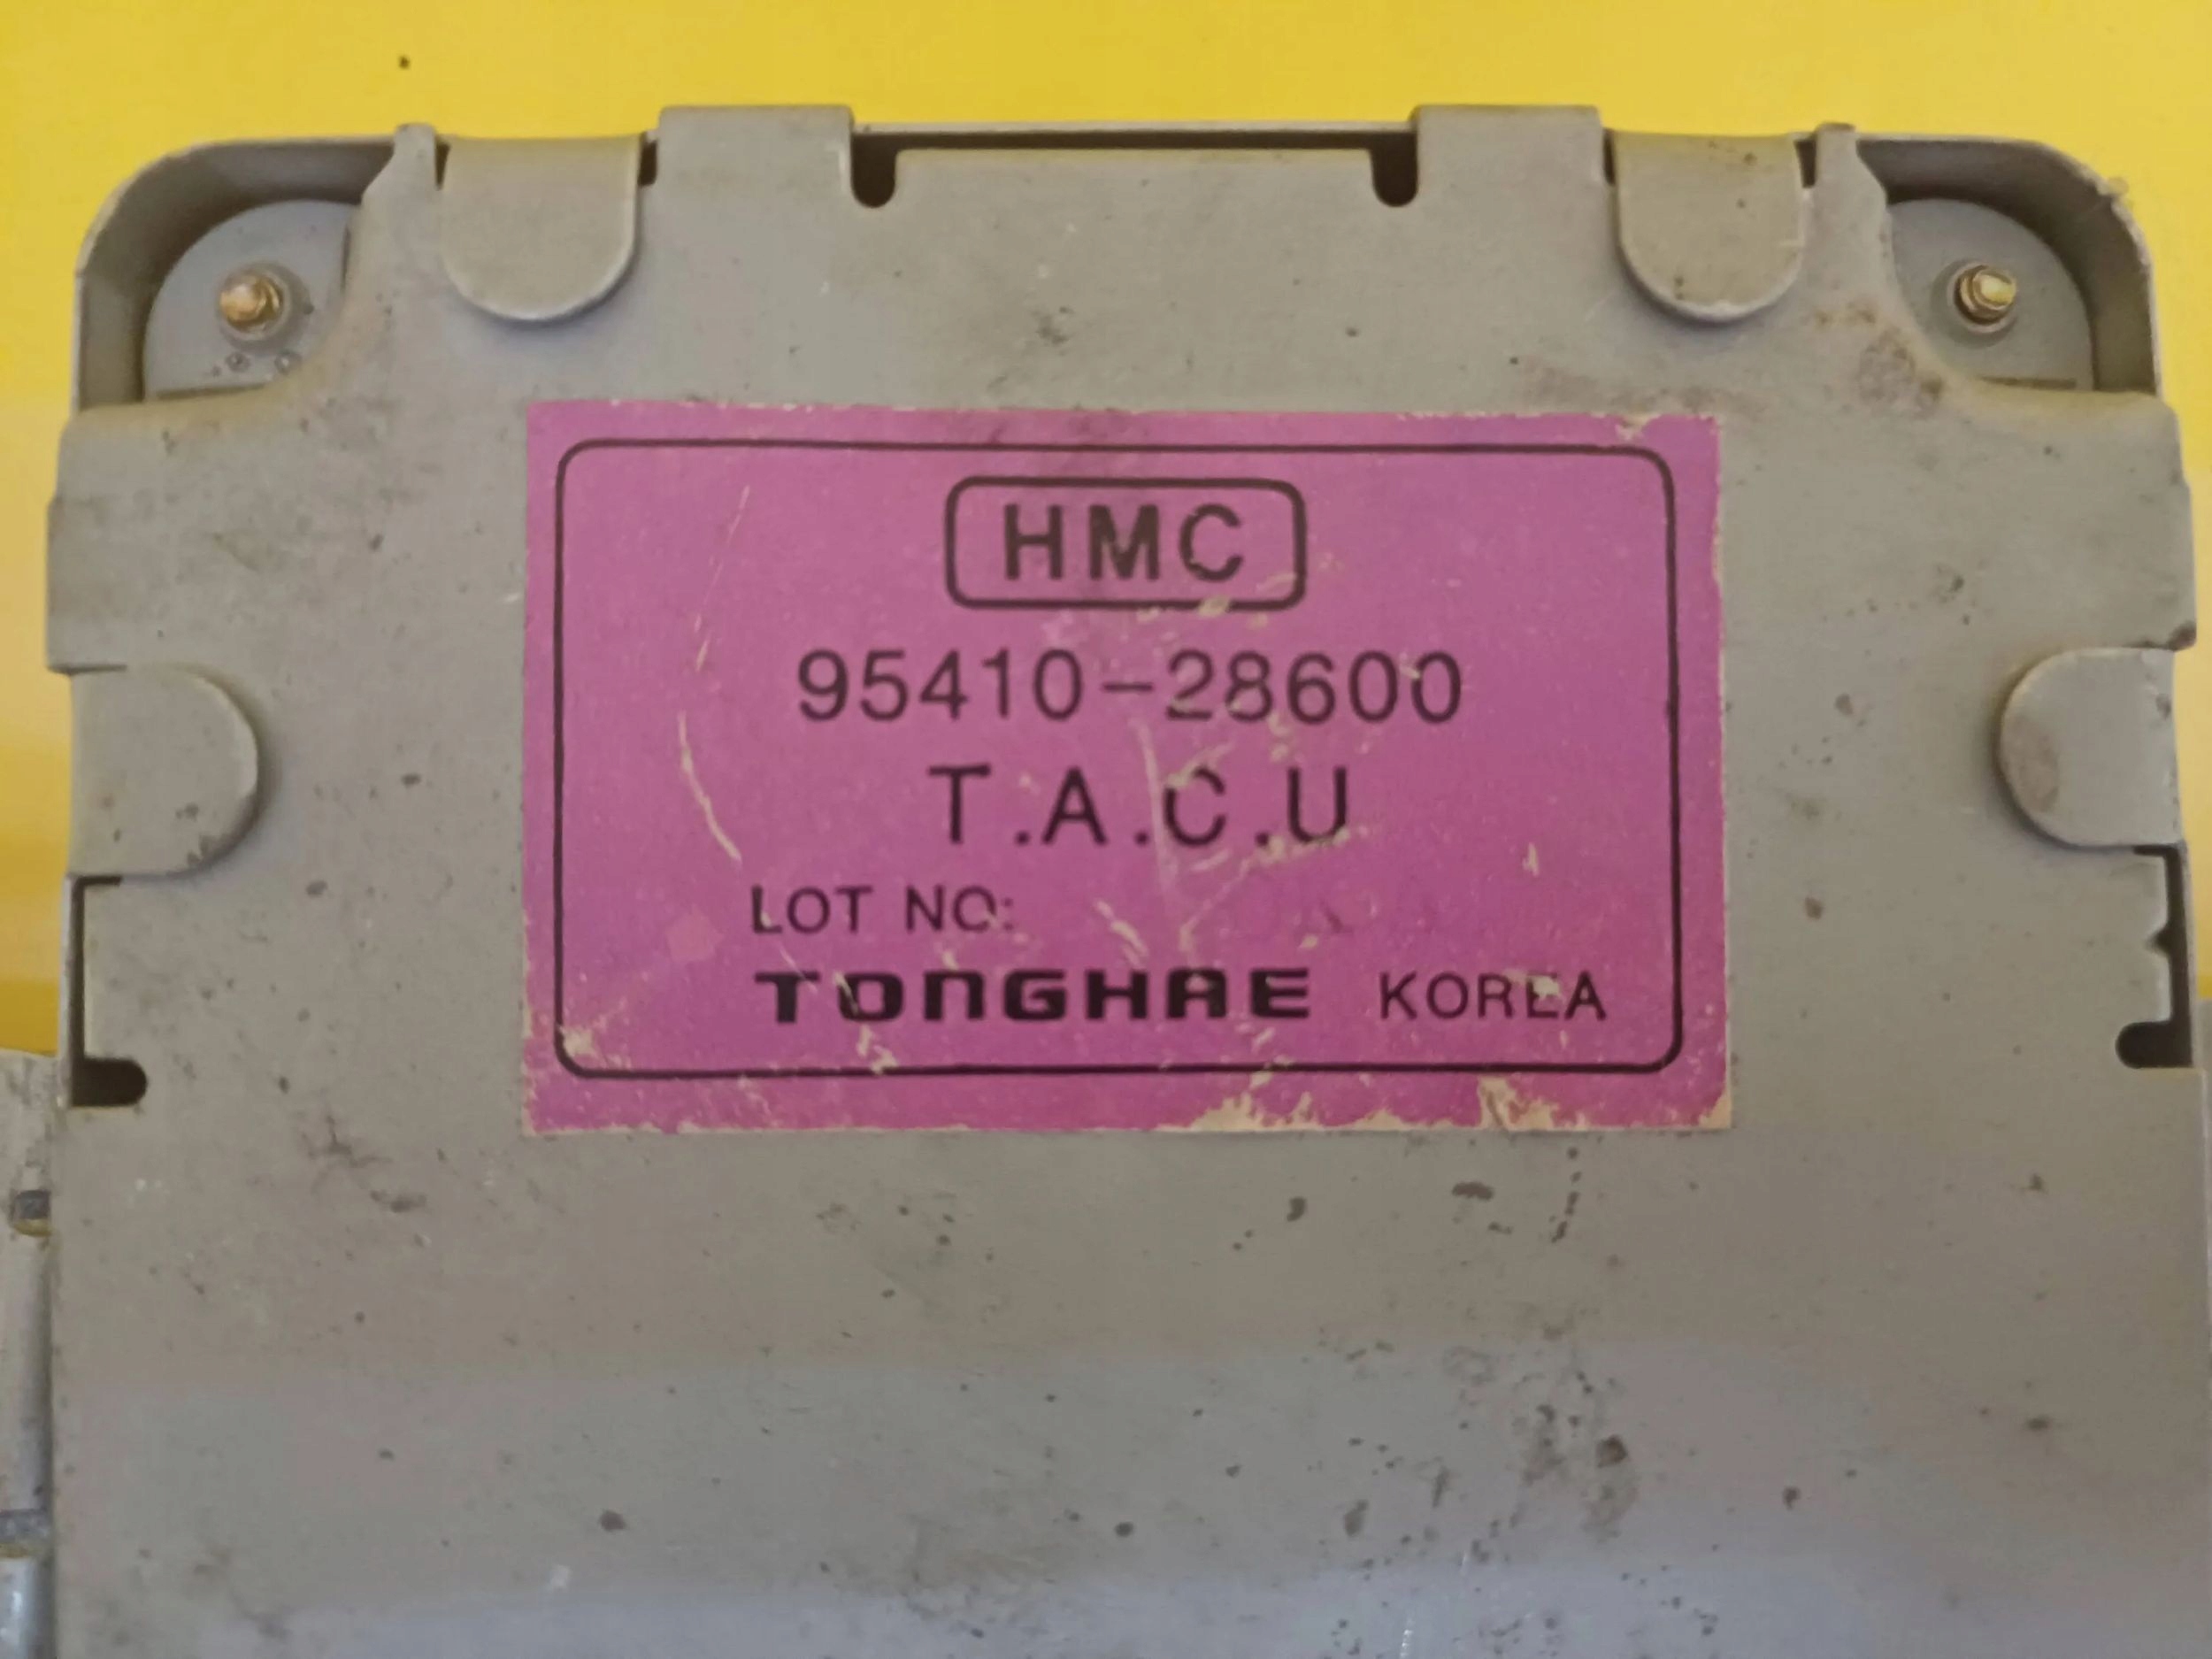 HMC
95410-28600
T.A.C.U
LOT NO:
TONGHAE KOREA